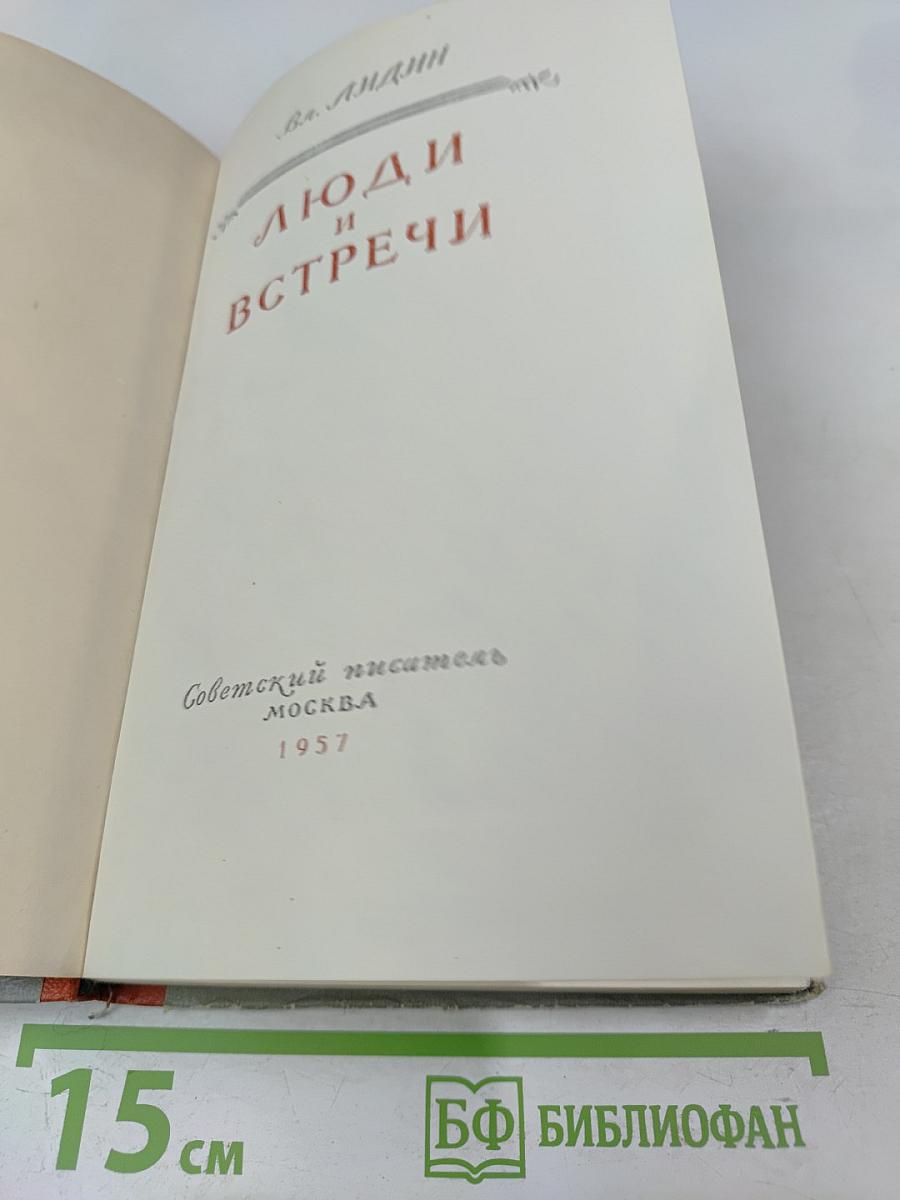 Вл. ЛИДИН
ЛЮДИ
И
ВСТРЕЧИ
Советский писатель
МОСКВА
1957
15 см
БФ БИБЛИОФАН